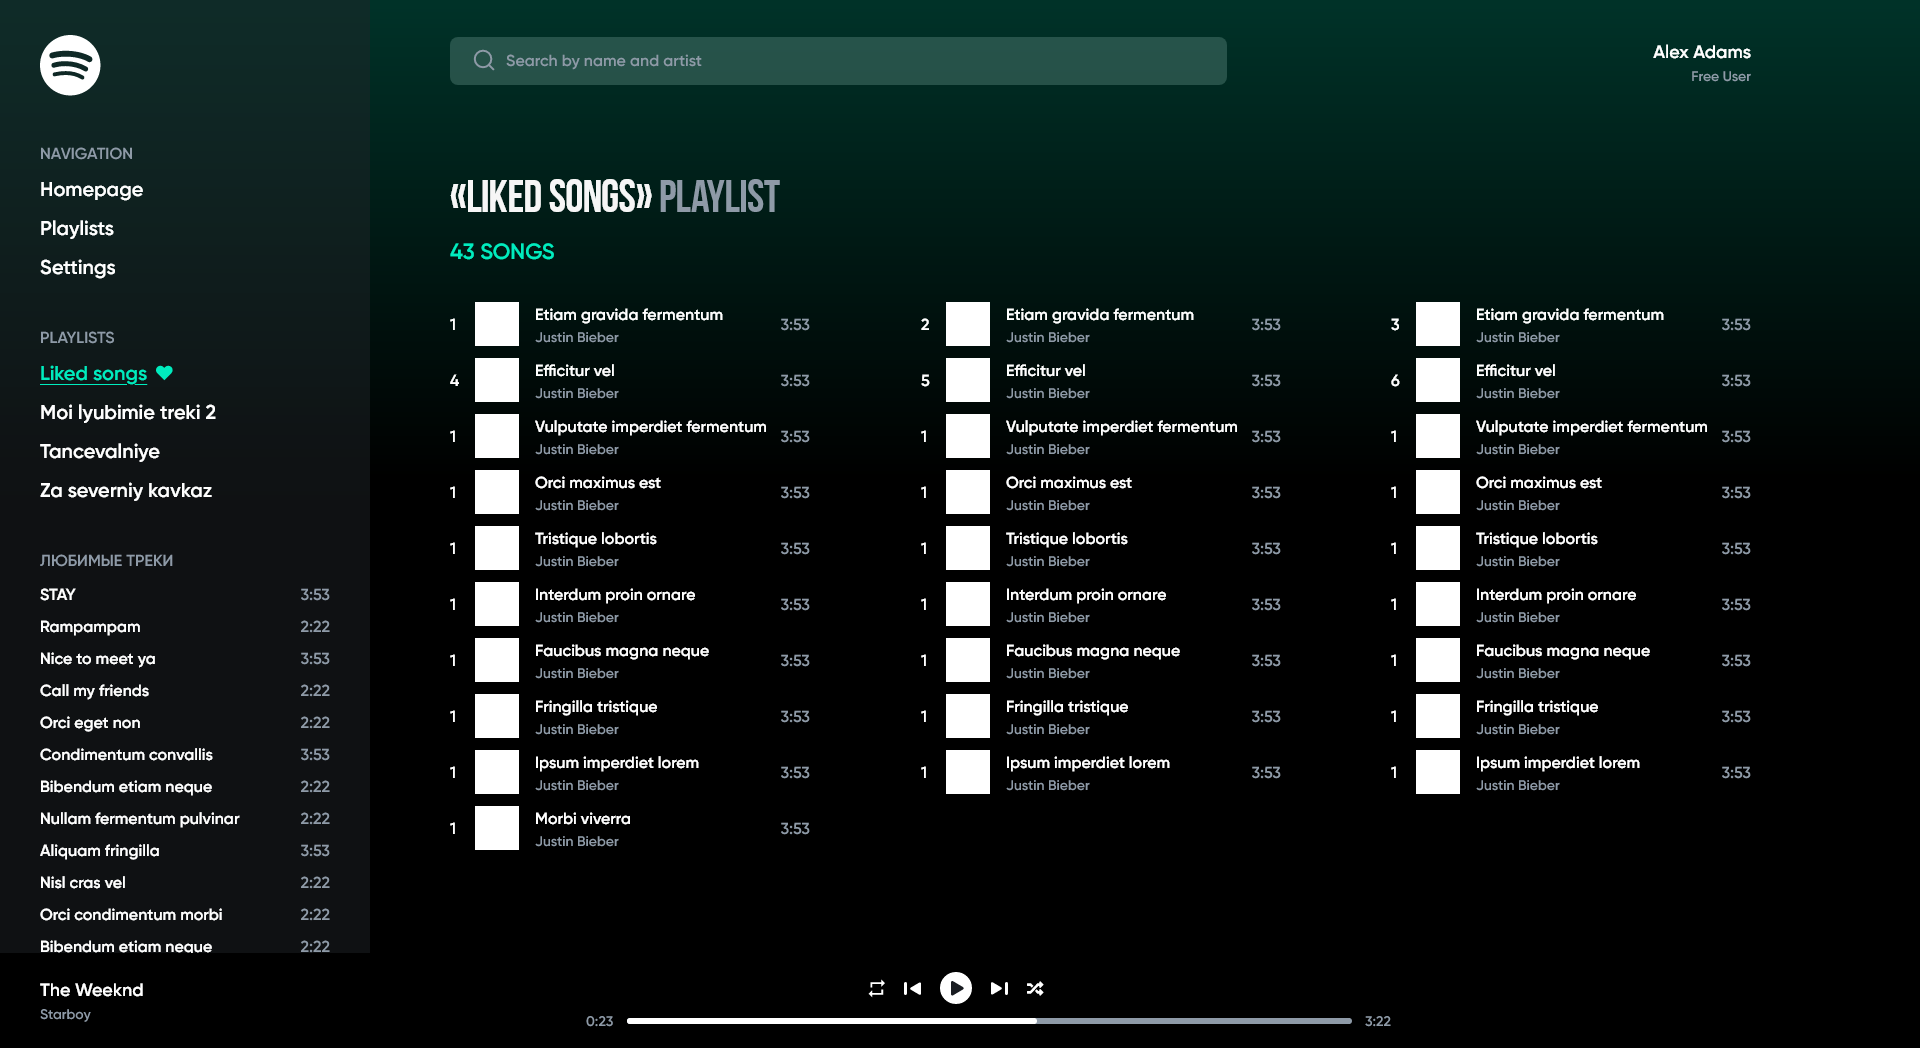 Search by name and artist
Alex Adams
Free User
NAVIGATION
Homepage
Playlists
Settings
PLAYLISTS
Liked songs
Moi lyubimie treki 2
Tancevalniye
Za severniy kavkaz
ЛЮБИМЫЕ ТРЕКИ
STAY 3:53
Rampampam 2:22
Nice to meet ya 3:53
Call my friends 2:22
Orci eget non 2:22
Condimentum convallis 3:53
Bibendum etiam neque 2:22
Nullam fermentum pulvinar 2:22
Aliquam fringilla 3:53
Nisl cras vel 2:22
Orci condimentum morbi 2:22
Bibendum etiam neque 2:22
«LIKED SONGS» PLAYLIST
43 SONGS
1 Etiam gravida fermentum 3:53
Justin Bieber
2 Etiam gravida fermentum 3:53
Justin Bieber
3 Etiam gravida fermentum 3:53
Justin Bieber
4 Efficitur vel 3:53
Justin Bieber
5 Efficitur vel 3:53
Justin Bieber
6 Efficitur vel 3:53
Justin Bieber
1 Vulputate imperdiet fermentum 3:53
Justin Bieber
1 Vulputate imperdiet fermentum 3:53
Justin Bieber
1 Vulputate imperdiet fermentum 3:53
Justin Bieber
1 Orci maximus est 3:53
Justin Bieber
1 Orci maximus est 3:53
Justin Bieber
1 Orci maximus est 3:53
Justin Bieber
1 Tristique lobortis 3:53
Justin Bieber
1 Tristique lobortis 3:53
Justin Bieber
1 Tristique lobortis 3:53
Justin Bieber
1 Interdum proin ornare 3:53
Justin Bieber
1 Interdum proin ornare 3:53
Justin Bieber
1 Interdum proin ornare 3:53
Justin Bieber
1 Faucibus magna neque 3:53
Justin Bieber
1 Faucibus magna neque 3:53
Justin Bieber
1 Faucibus magna neque 3:53
Justin Bieber
1 Fringilla tristique 3:53
Justin Bieber
1 Fringilla tristique 3:53
Justin Bieber
1 Fringilla tristique 3:53
Justin Bieber
1 Ipsum imperdiet lorem 3:53
Justin Bieber
1 Ipsum imperdiet lorem 3:53
Justin Bieber
1 Ipsum imperdiet lorem 3:53
Justin Bieber
1 Morbi viverra 3:53
Justin Bieber
The Weeknd
Starboy
0:23 3:22